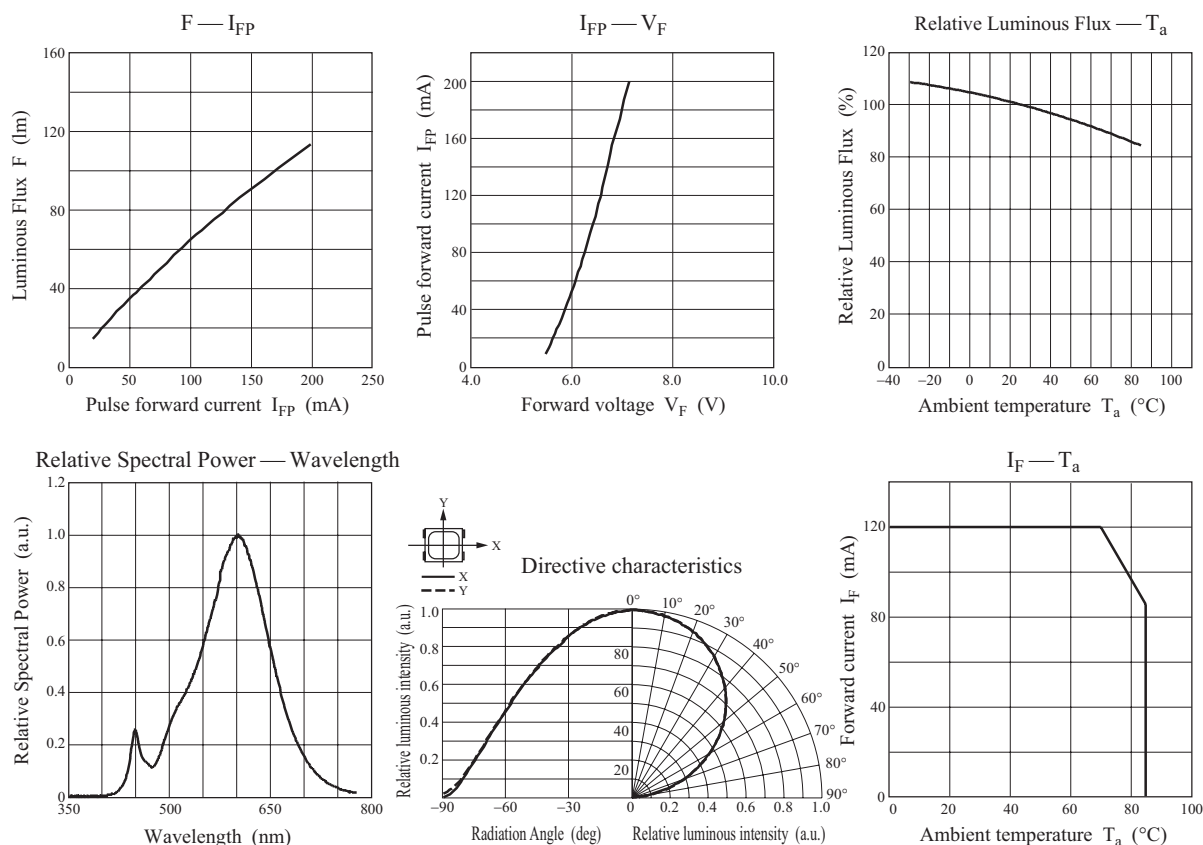 F — I_FP
Luminous Flux F (lm)
160
120
80
40
0
0 50 100 150 200 250
Pulse forward current I_FP (mA)
I_FP — V_F
Pulse forward current I_FP (mA)
200
160
120
80
40
0
4.0 6.0 8.0 10.0
Forward voltage V_F (V)
Relative Luminous Flux — T_a
Relative Luminous Flux (%)
120
100
80
60
40
20
0
–40 –20 0 20 40 60 80 100
Ambient temperature T_a (°C)
Relative Spectral Power — Wavelength
Relative Spectral Power (a.u.)
1.2
1.0
0.8
0.6
0.4
0.2
0
350 500 650 800
Wavelength (nm)
Y
X
X
Y
Directive characteristics
Relative luminous intensity (a.u.)
1.0
0.8
0.6
0.4
0.2
0° 10° 20° 30° 40° 50° 60° 70° 80° 90°
80
60
40
20
–90 –60 –30 0 0.2 0.4 0.6 0.8 1.0
Radiation Angle (deg) Relative luminous intensity (a.u.)
I_F — T_a
Forward current I_F (mA)
120
80
40
0
0 20 40 60 80 100
Ambient temperature T_a (°C)